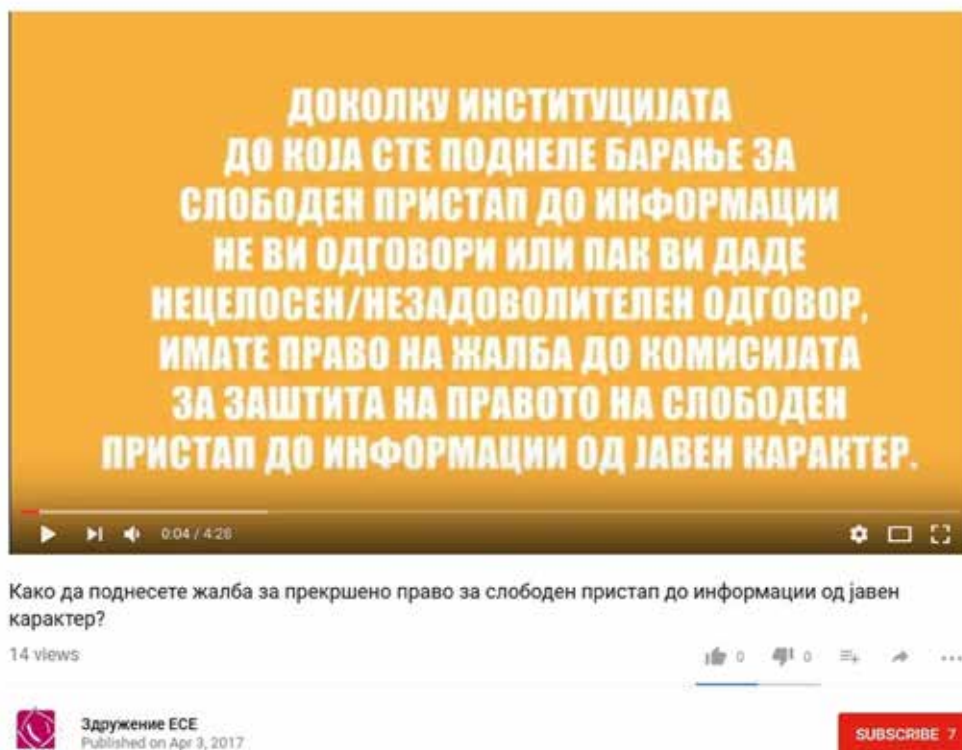 ДОКОЛКУ ИНСТИТУЦИЈАТА
ДО КОЈА СТЕ ПОДНЕЛЕ БАРАЊЕ ЗА
СЛОБОДЕН ПРИСТАП ДО ИНФОРМАЦИИ
НЕ ВИ ОДГОВОРИ ИЛИ ПАК ВИ ДАДЕ
НЕЦЕЛОСЕН/НЕЗАДОВОЛИТЕЛЕН ОДГОВОР,
ИМАТЕ ПРАВО НА ЖАЛБА ДО КОМИСИЈАТА
ЗА ЗАШТИТА НА ПРАВОТО НА СЛОБОДЕН
ПРИСТАП ДО ИНФОРМАЦИИ ОД ЈАВЕН КАРАКТЕР.
0:04 / 4:26
Како да поднесете жалба за прекршено право за слободен пристап до информации од јавен
карактер?
14 views
0 0
Здружение ЕСЕ
Published on Apr 3, 2017
SUBSCRIBE 7